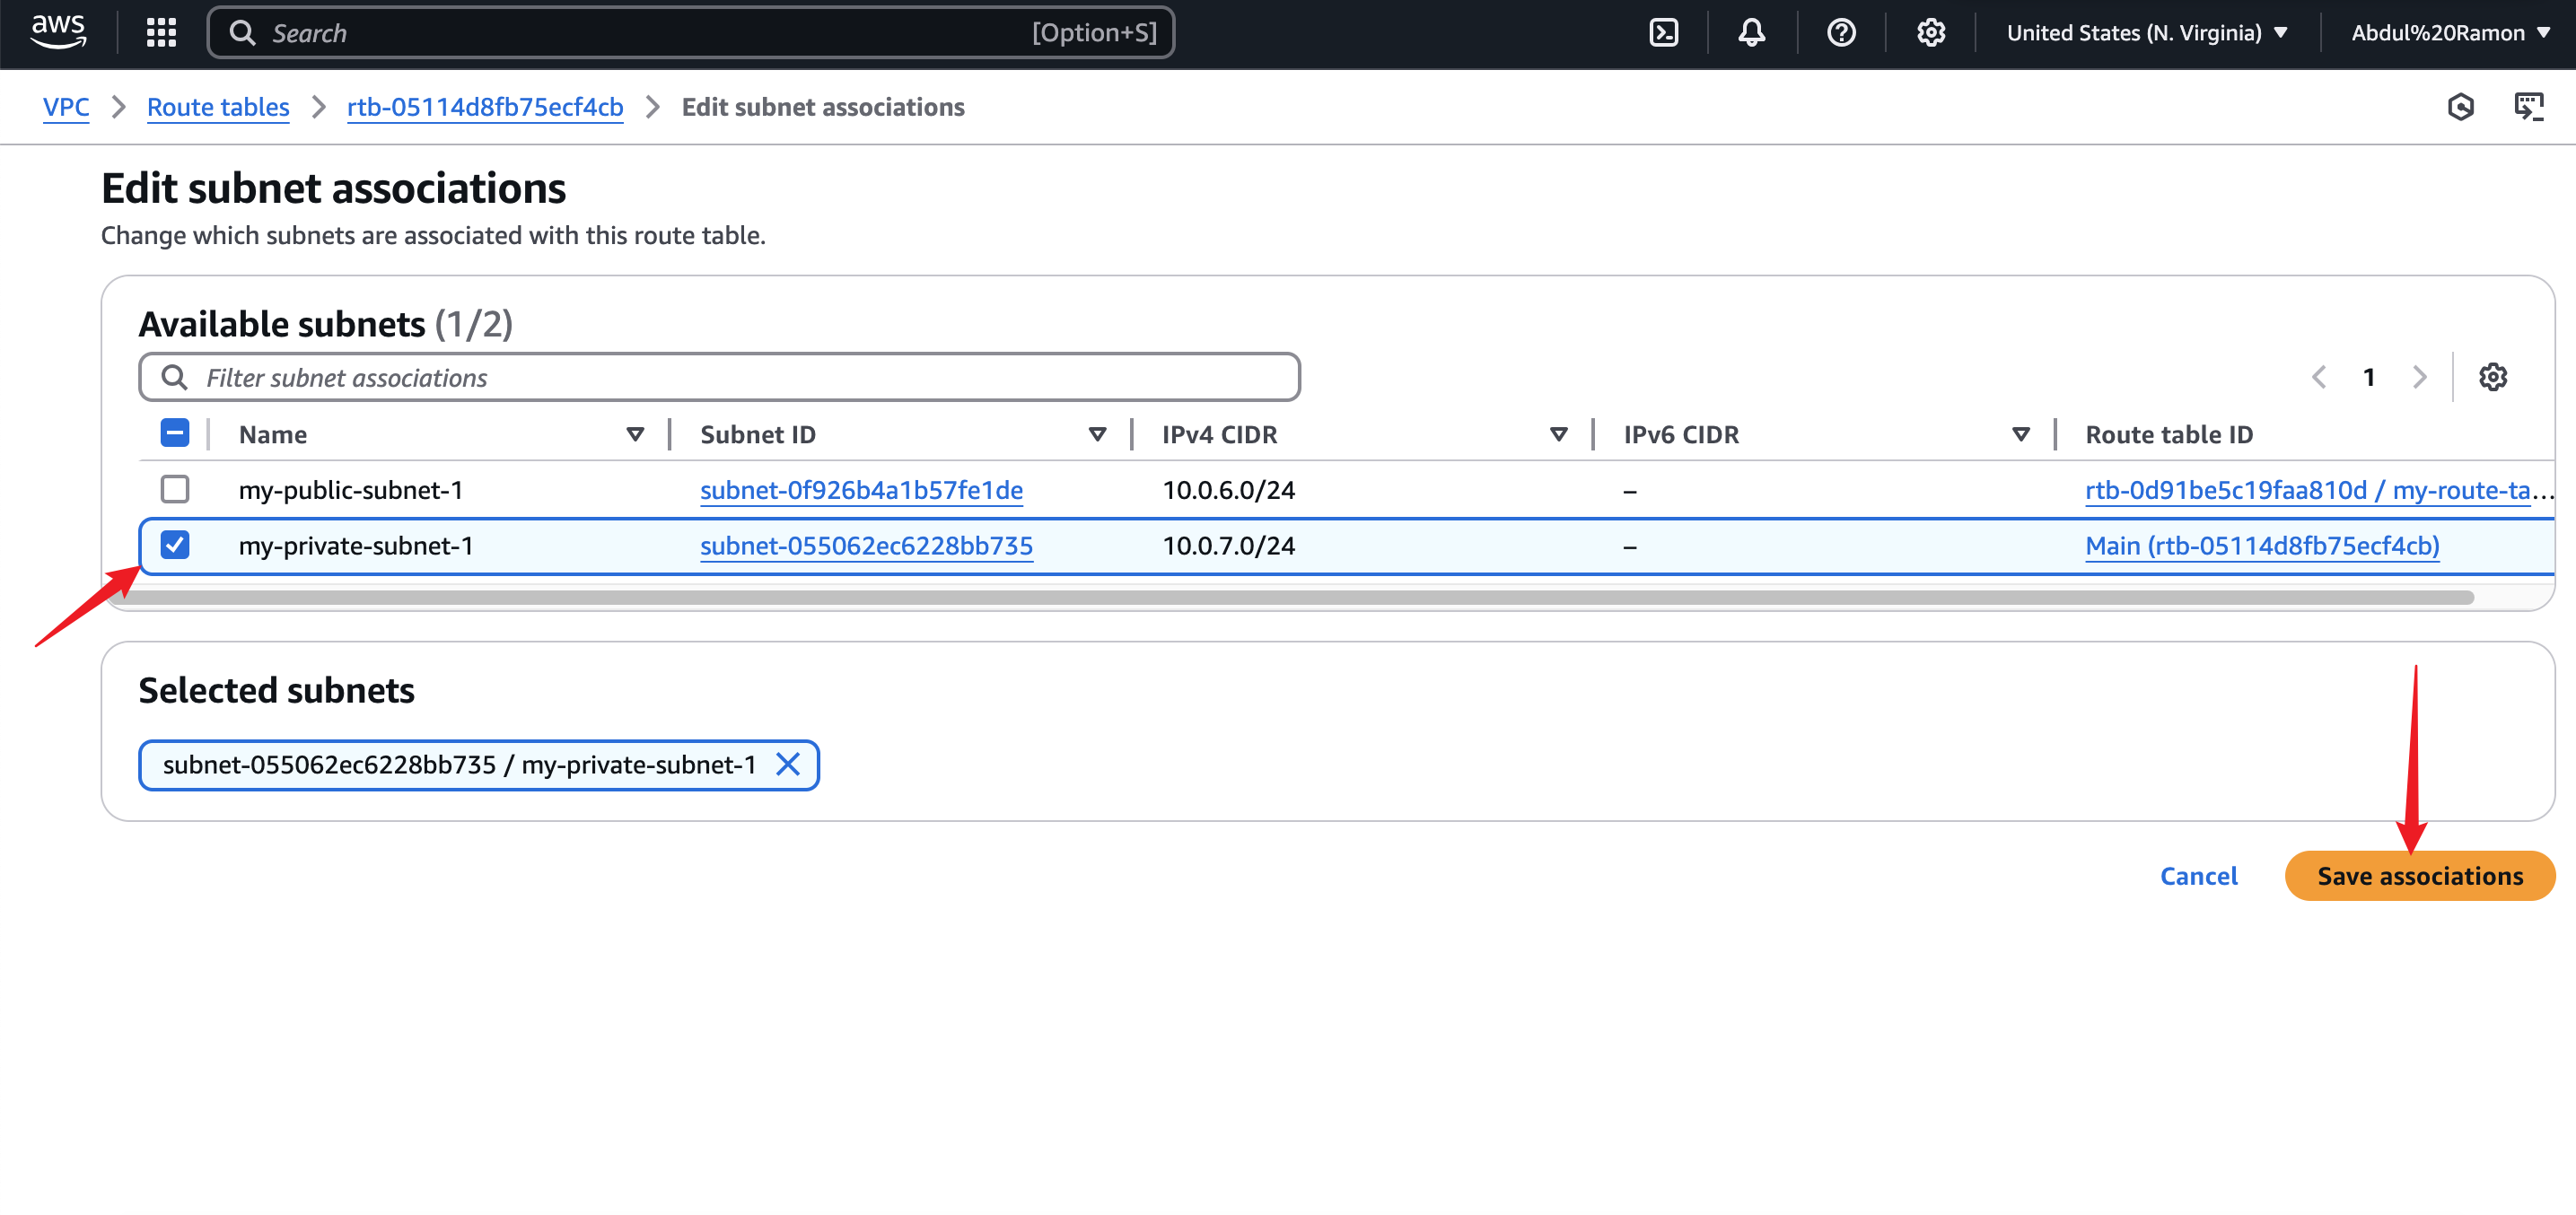 aws Search [Option+S] United States (N. Virginia) Abdul%20Ramon
VPC Route tables rtb-05114d8fb75ecf4cb Edit subnet associations
Edit subnet associations
Change which subnets are associated with this route table.
Available subnets (1/2)
Filter subnet associations 1
Name Subnet ID IPv4 CIDR IPv6 CIDR Route table ID
my-public-subnet-1 subnet-0f926b4a1b57fe1de 10.0.6.0/24 – rtb-0d91be5c19faa810d / my-route-ta...
my-private-subnet-1 subnet-055062ec6228bb735 10.0.7.0/24 – Main (rtb-05114d8fb75ecf4cb)
Selected subnets
subnet-055062ec6228bb735 / my-private-subnet-1
Cancel Save associations